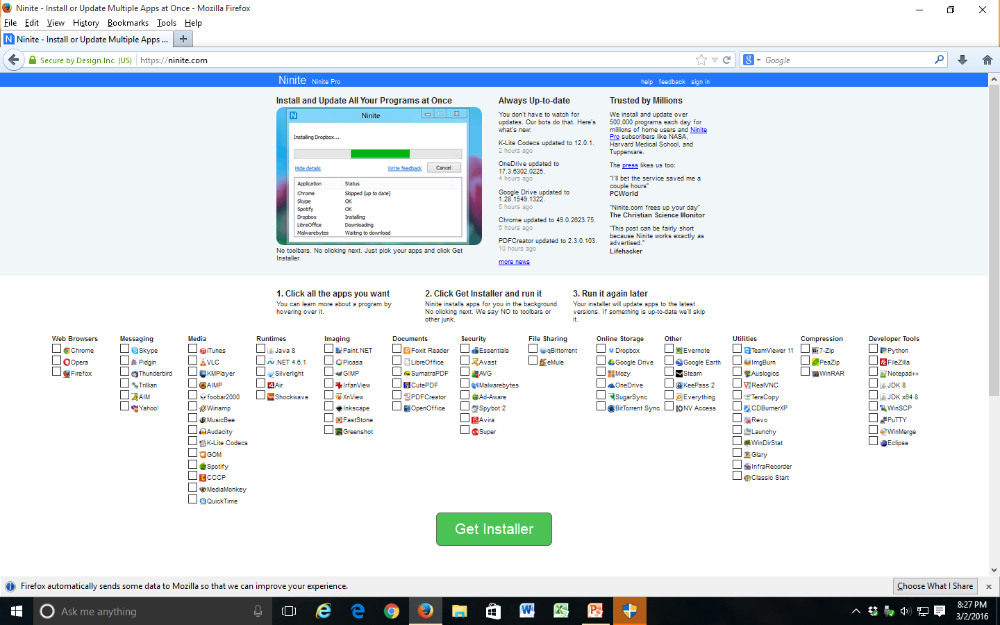 Ninite - Install or Update Multiple Apps at Once - Mozilla Firefox
File Edit View History Bookmarks Tools Help
Ninite - Install or Update Multiple Apps ...
Secure by Design Inc. (US) https://ninite.com
Google
Ninite Ninite Pro help feedback sign in
Install and Update All Your Programs at Once
Ninite
Installing Dropbox...
Hide details Write feedback Cancel
Application Status
Chrome Skipped (up to date)
Skype OK
Spotify OK
Dropbox Installing
LibreOffice Downloading
Malwarebytes Waiting to download
No toolbars. No clicking next. Just pick your apps and click Get
Installer.
Always Up-to-date
You don't have to watch for
updates. Our bots do that. Here's
what's new:
K-Lite Codecs updated to 12.0.1.
2 hours ago
OneDrive updated to
17.3.6302.0225.
4 hours ago
Google Drive updated to
1.28.1549.1322.
5 hours ago
Chrome updated to 49.0.2623.75.
5 hours ago
PDFCreator updated to 2.3.0.103.
10 hours ago
more news
Trusted by Millions
We install and update over
500,000 programs each day for
millions of home users and Ninite
Pro subscribers like NASA,
Harvard Medical School, and
Tupperware.
The press likes us too:
"I'll bet the service saved me a
couple hours"
PCWorld
"Ninite.com frees up your day"
The Christian Science Monitor
"This post can be fairly short
because Ninite works exactly as
advertised."
Lifehacker
1. Click all the apps you want
You can learn more about a program by
hovering over it.
2. Click Get Installer and run it
Ninite installs apps for you in the background.
No clicking next. We say NO to toolbars or
other junk.
3. Run it again later
Your installer will update apps to the latest
versions. If something is up-to-date we'll skip
it.
Web Browsers
Chrome
Opera
Firefox
Messaging
Skype
Pidgin
Thunderbird
Trillian
AIM
Yahoo!
Media
iTunes
VLC
KMPlayer
AIMP
foobar2000
Winamp
MusicBee
Audacity
K-Lite Codecs
GOM
Spotify
CCCP
MediaMonkey
QuickTime
Runtimes
Java 8
.NET 4.6.1
Silverlight
Air
Shockwave
Imaging
Paint.NET
Picasa
GIMP
IrfanView
XnView
Inkscape
FastStone
Greenshot
Documents
Foxit Reader
LibreOffice
SumatraPDF
CutePDF
PDFCreator
OpenOffice
Security
Essentials
Avast
AVG
Malwarebytes
Ad-Aware
Spybot 2
Avira
Super
File Sharing
qBittorrent
eMule
Online Storage
Dropbox
Google Drive
Mozy
OneDrive
SugarSync
BitTorrent Sync
Other
Evernote
Google Earth
Steam
KeePass 2
Everything
NV Access
Utilities
TeamViewer 11
ImgBurn
Auslogics
RealVNC
TeraCopy
CDBurnerXP
Revo
Launchy
WinDirStat
Glary
InfraRecorder
Classic Start
Compression
7-Zip
PeaZip
WinRAR
Developer Tools
Python
FileZilla
Notepad++
JDK 8
JDK x64 8
WinSCP
PuTTY
WinMerge
Eclipse
Get Installer
Firefox automatically sends some data to Mozilla so that we can improve your experience. Choose What I Share
Ask me anything
8:27 PM
3/2/2016